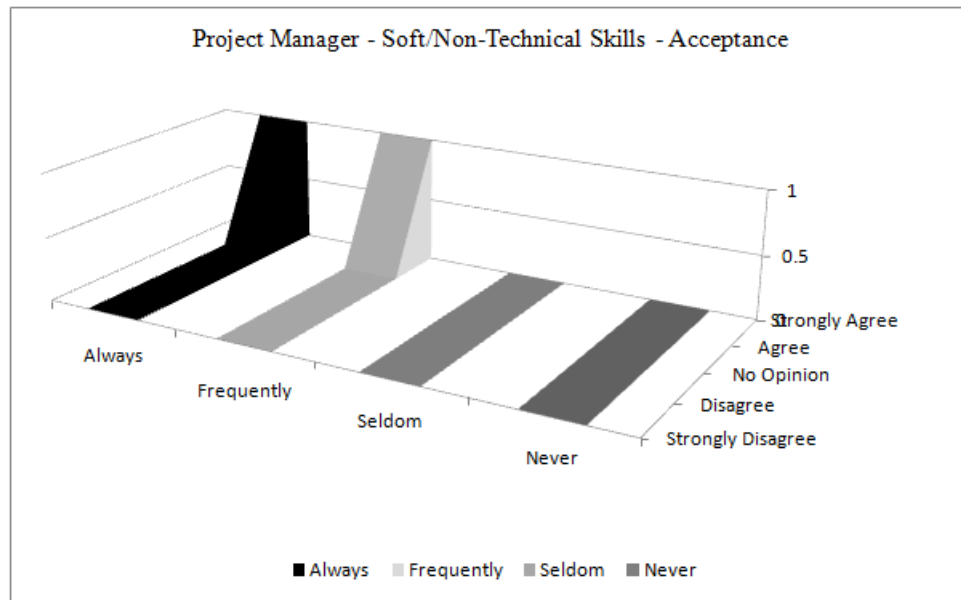 Project Manager - Soft/Non-Technical Skills - Acceptance
1
0.5
0
Strongly Agree
Agree
No Opinion
Disagree
Strongly Disagree
Always
Frequently
Seldom
Never
Always Frequently Seldom Never